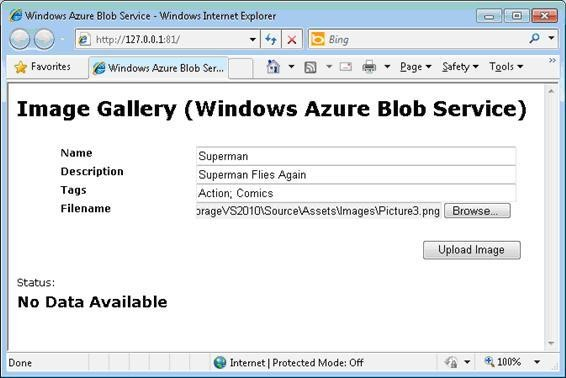 Windows Azure Blob Service - Windows Internet Explorer
http://127.0.0.1:81/
Bing
Favorites
Windows Azure Blob Ser...
Page
Safety
Tools
»
Image Gallery (Windows Azure Blob Service)
Name Superman
Description Superman Flies Again
Tags Action; Comics
Filename orageVS2010\Source\Assets\Images\Picture3.png Browse...
Upload Image
Status:
No Data Available
Done Internet | Protected Mode: Off 100%